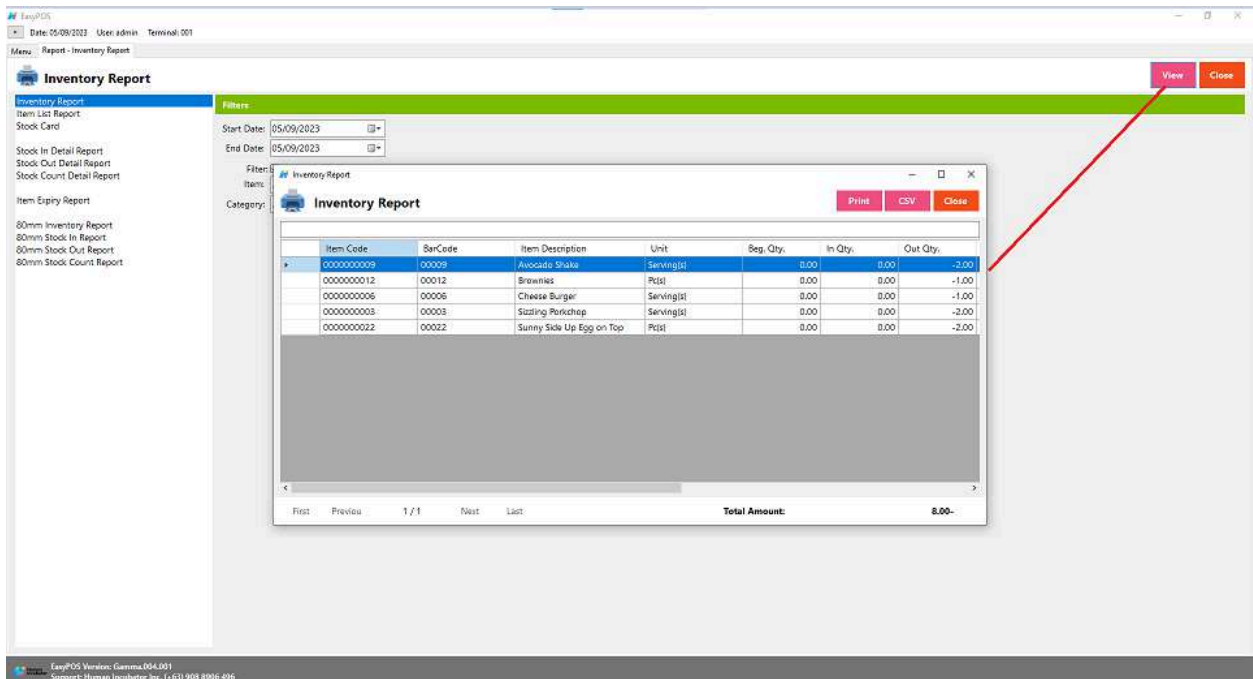 EasyPOS
Date: 05/09/2023 User: admin Terminal: 001
Menu Report - Inventory Report
Inventory Report View Close
Inventory Report
Item List Report
Stock Card
Stock In Detail Report
Stock Out Detail Report
Stock Count Detail Report
Item Expiry Report
80mm Inventory Report
80mm Stock In Report
80mm Stock Out Report
80mm Stock Count Report
Filters
Start Date: 05/09/2023
End Date: 05/09/2023
Filter:
Item:
Category:
Inventory Report
Inventory Report Print CSV Close
Item Code BarCode Item Description Unit Beg. Qty. In Qty. Out Qty.
0000000009 00009 Avocado Shake Serving(s) 0.00 0.00 -2.00
0000000012 00012 Brownies Pc(s) 0.00 0.00 -1.00
0000000006 00006 Cheese Burger Serving(s) 0.00 0.00 -1.00
0000000003 00003 Sizzling Porkchop Serving(s) 0.00 0.00 -2.00
0000000022 00022 Sunny Side Up Egg on Top Pc(s) 0.00 0.00 -2.00
First Previou 1 / 1 Next Last Total Amount: 8.00-
EasyPOS Version: Gamma.004.001
Support: Human Incubator Inc. (+63) 908 8906 496